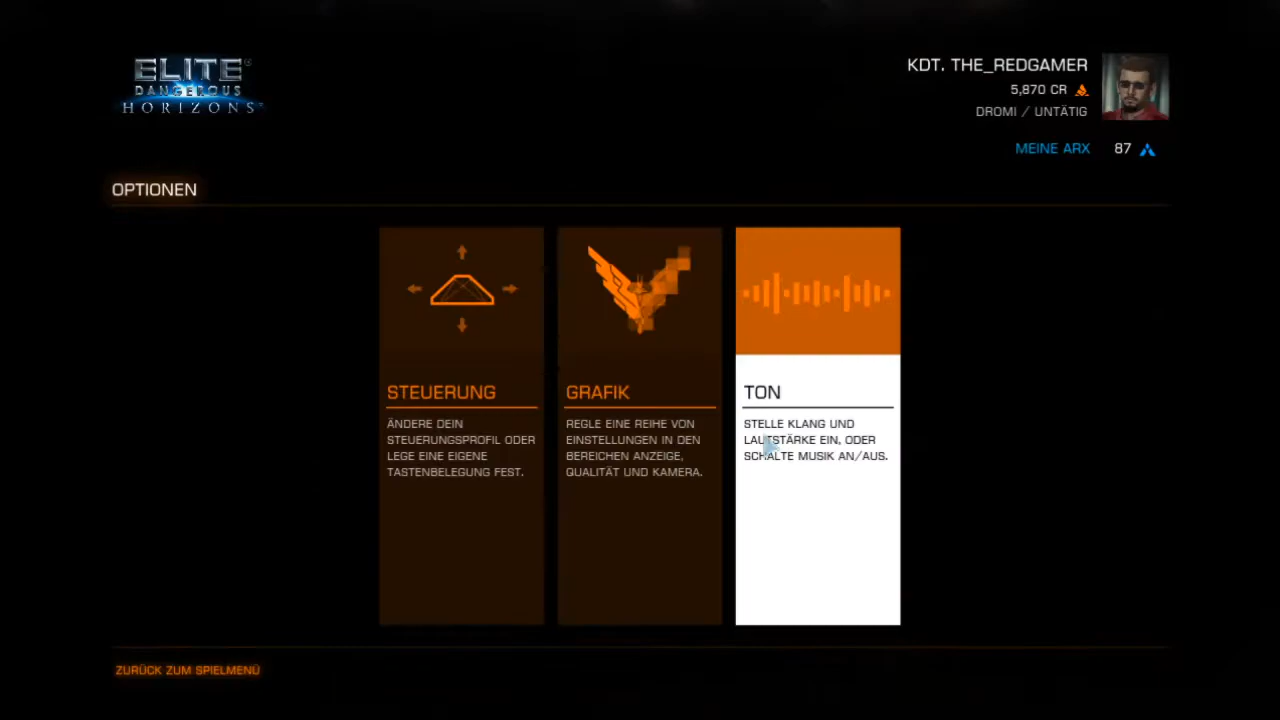 ELITE
DANGEROUS
HORIZONS
KDT. THE_REDGAMER
5,870 CR
DROMI / UNTÄTIG
MEINE ARX 87
OPTIONEN
STEUERUNG
ÄNDERE DEIN
STEUERUNGSPROFIL ODER
LEGE EINE EIGENE
TASTENBELEGUNG FEST.
GRAFIK
REGLE EINE REIHE VON
EINSTELLUNGEN IN DEN
BEREICHEN ANZEIGE,
QUALITÄT UND KAMERA.
TON
STELLE KLANG UND
LAUTSTÄRKE EIN, ODER
SCHALTE MUSIK AN/AUS.
ZURÜCK ZUM SPIELMENÜ